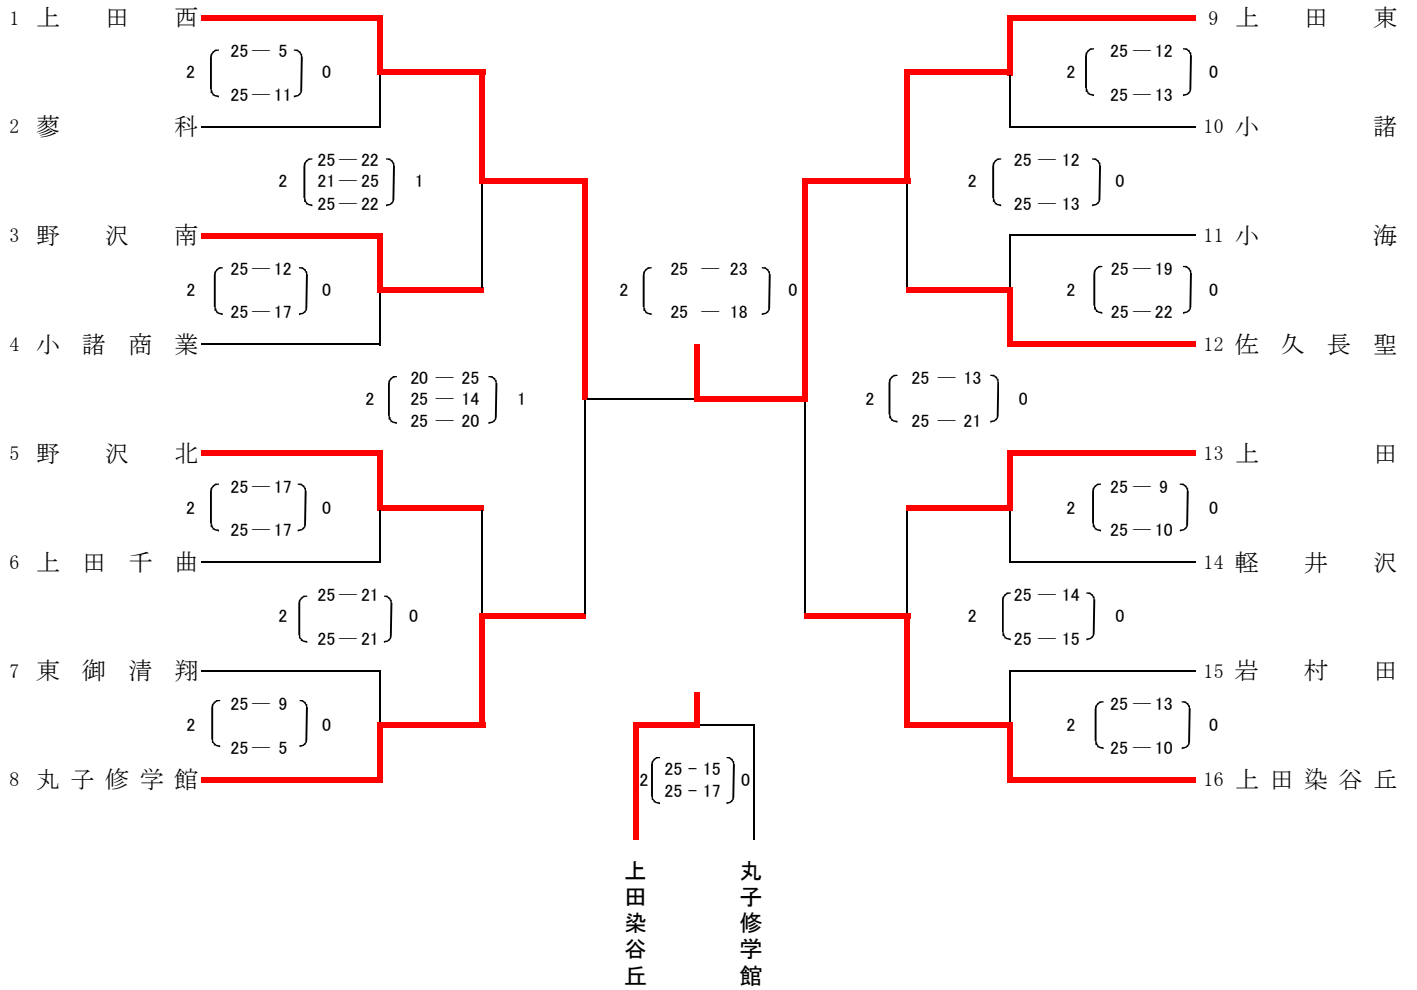 1 上田西
25 — 5
2 0
25 — 11
2 蓼科
25 — 22
2 21 — 25 1
25 — 22
3 野沢南
25 — 12
2 0
25 — 17
4 小諸商業
20 — 25
2 25 — 14 1
25 — 20
5 野沢北
25 — 17
2 0
25 — 17
6 上田千曲
25 — 21
2 0
25 — 21
7 東御清翔
25 — 9
2 0
25 — 5
8 丸子修学館
25 — 23
2 0
25 — 18
9 上田東
25 — 12
2 0
25 — 13
10 小諸
25 — 12
2 0
25 — 13
11 小海
25 — 19
2 0
25 — 22
12 佐久長聖
25 — 13
2 0
25 — 21
13 上田
25 — 9
2 0
25 — 10
14 軽井沢
25 — 14
2 0
25 — 15
15 岩村田
25 — 13
2 0
25 — 10
16 上田染谷丘
25 - 15
2 0
25 - 17
上田染谷丘
丸子修学館